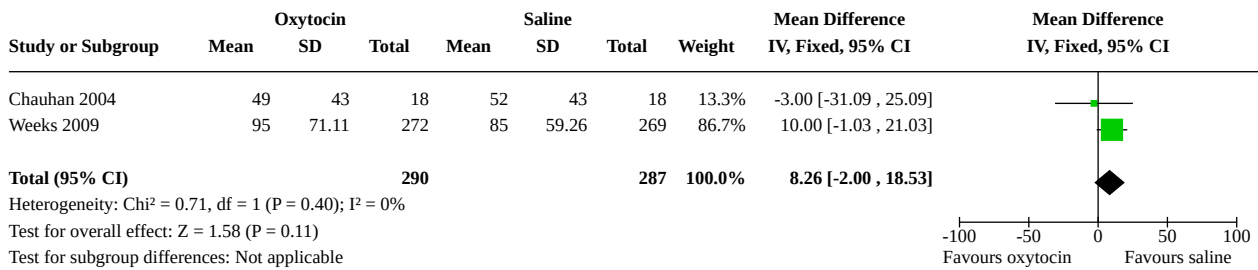 Oxytocin Saline Mean Difference Mean Difference
Study or Subgroup Mean SD Total Mean SD Total Weight IV, Fixed, 95% CI IV, Fixed, 95% CI
Chauhan 2004 49 43 18 52 43 18 13.3% -3.00 [-31.09 , 25.09]
Weeks 2009 95 71.11 272 85 59.26 269 86.7% 10.00 [-1.03 , 21.03]
Total (95% CI) 290 287 100.0% 8.26 [-2.00 , 18.53]
Heterogeneity: Chi² = 0.71, df = 1 (P = 0.40); I² = 0%
Test for overall effect: Z = 1.58 (P = 0.11)
Test for subgroup differences: Not applicable
-100 -50 0 50 100
Favours oxytocin Favours saline